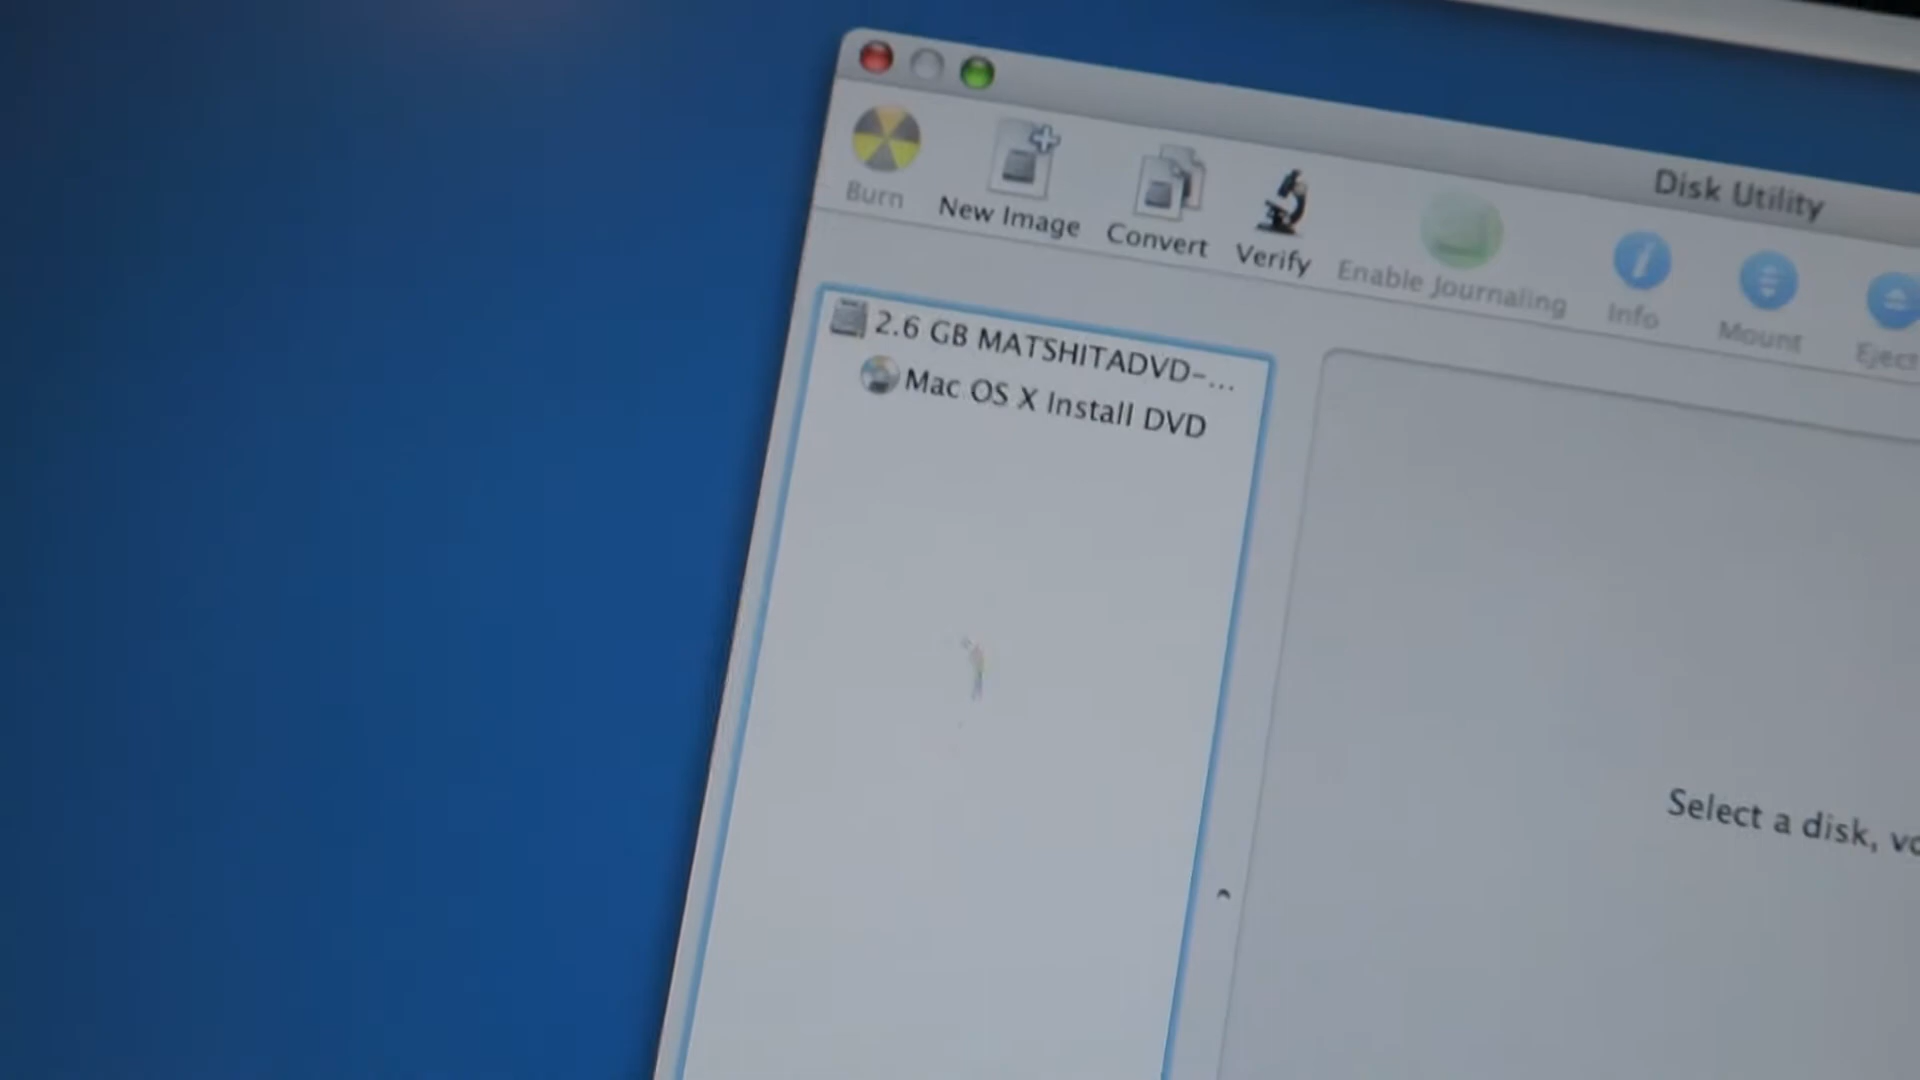 Disk Utility
Burn
New Image
Convert
Verify
Enable Journaling
Info
Mount
Eject
2.6 GB MATSHITADVD-...
Mac OS X Install DVD
Select a disk,